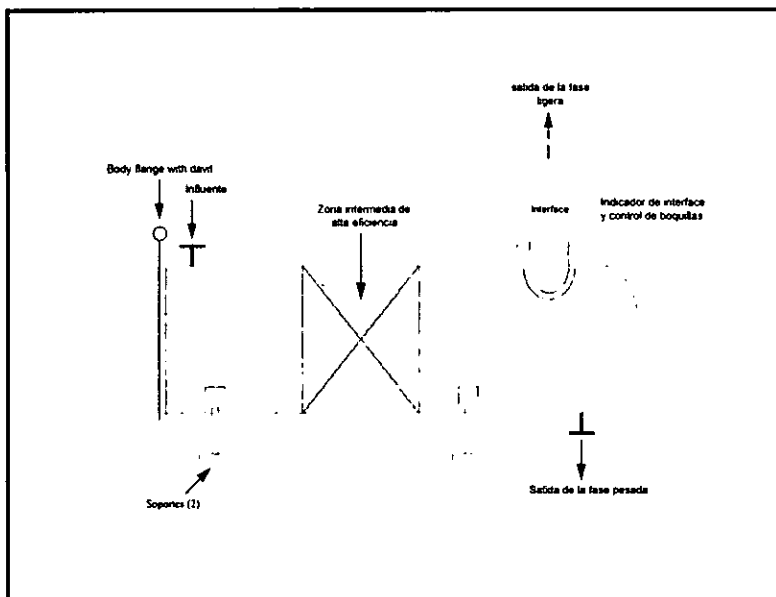 salida de la fase
ligera
Body flange with davit
Influente
Zona intermedia de
alta eficiencia
Interface
Indicador de interface
y control de boquillas
Soportes (2)
Salida de la fase pesada